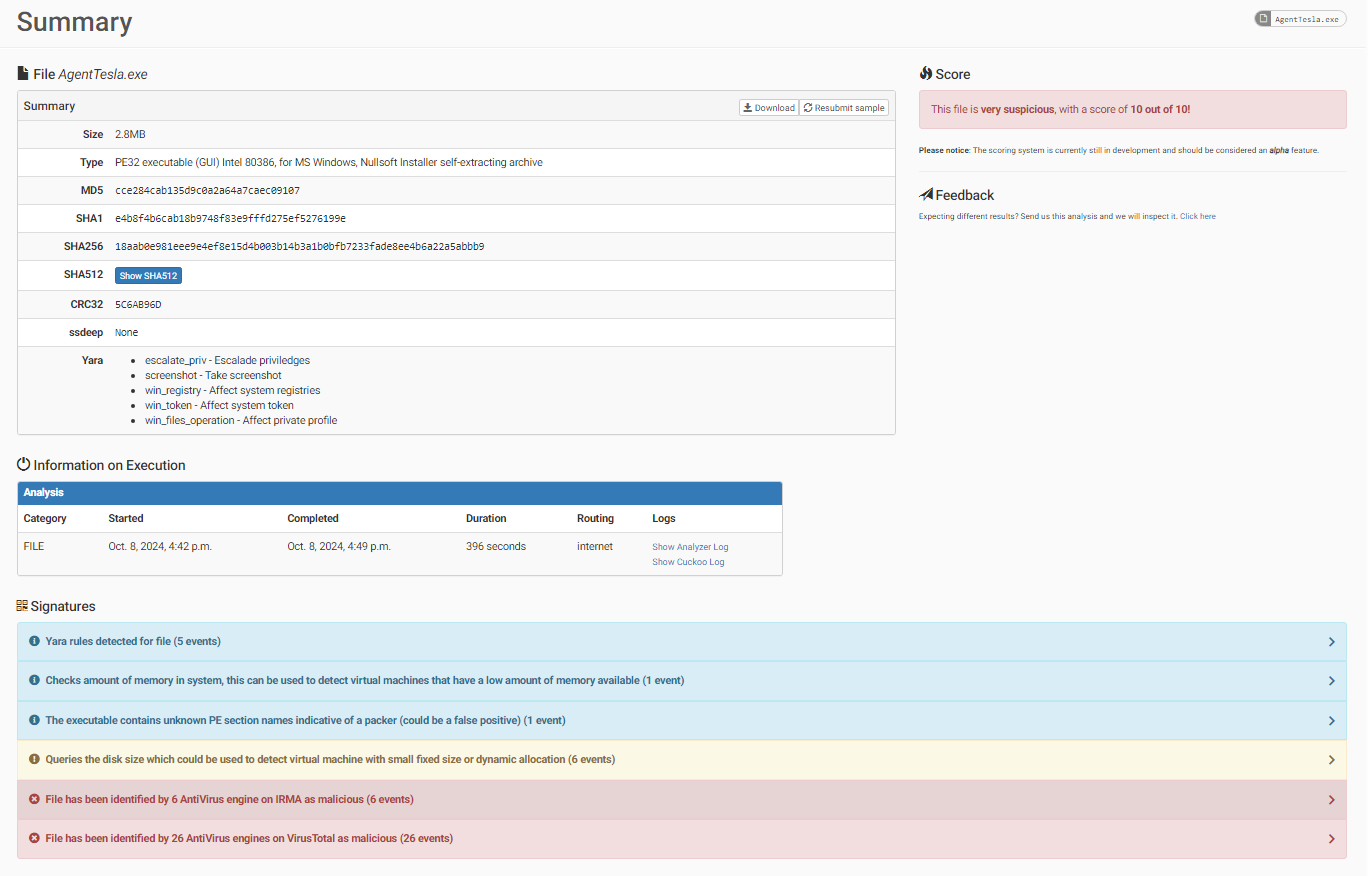 Summary
AgentTesla.exe
File AgentTesla.exe
Summary
Download Resubmit sample
Size 2.8MB
Type PE32 executable (GUI) Intel 80386, for MS Windows, Nullsoft Installer self-extracting archive
MD5 cce284cab135d9c0a2a64a7caec09107
SHA1 e4b8f4b6cab18b9748f83e9fffd275ef5276199e
SHA256 18aab0e981eee9e4ef8e15d4b003b14b3a1b0bfb7233fade8ee4b6a22a5abbb9
SHA512 Show SHA512
CRC32 5C6AB96D
ssdeep None
Yara
escalate_priv - Escalade priviledges
screenshot - Take screenshot
win_registry - Affect system registries
win_token - Affect system token
win_files_operation - Affect private profile
Score
This file is very suspicious, with a score of 10 out of 10!
Please notice: The scoring system is currently still in development and should be considered an alpha feature.
Feedback
Expecting different results? Send us this analysis and we will inspect it. Click here
Information on Execution
Analysis
Category Started Completed Duration Routing Logs
FILE Oct. 8, 2024, 4:42 p.m. Oct. 8, 2024, 4:49 p.m. 396 seconds internet Show Analyzer Log
Show Cuckoo Log
Signatures
Yara rules detected for file (5 events)
Checks amount of memory in system, this can be used to detect virtual machines that have a low amount of memory available (1 event)
The executable contains unknown PE section names indicative of a packer (could be a false positive) (1 event)
Queries the disk size which could be used to detect virtual machine with small fixed size or dynamic allocation (6 events)
File has been identified by 6 AntiVirus engine on IRMA as malicious (6 events)
File has been identified by 26 AntiVirus engines on VirusTotal as malicious (26 events)